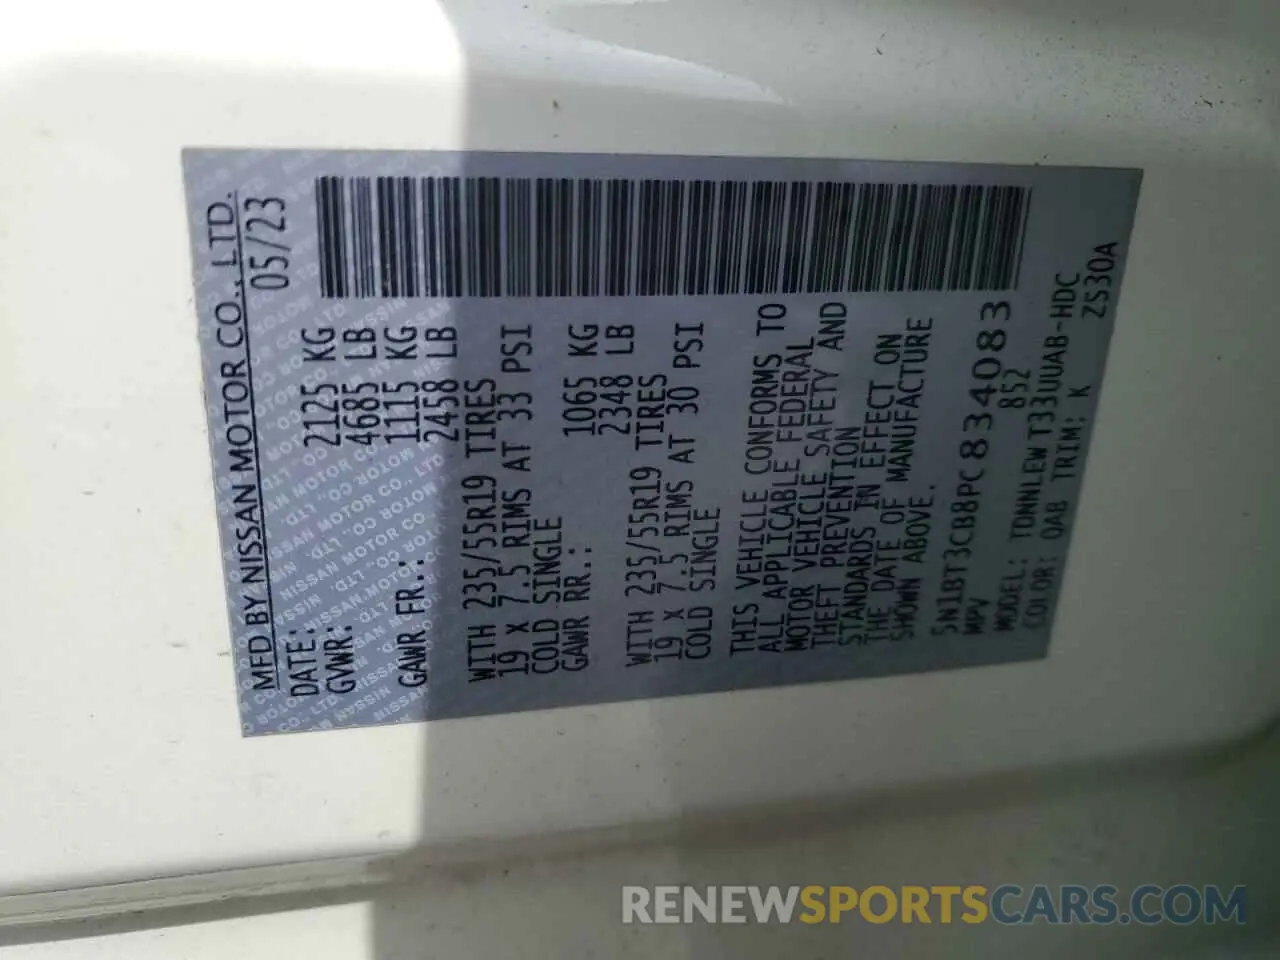 MFD BY NISSAN MOTOR CO., LTD.
DATE: 05/23
GVWR: 2125 KG
4685 LB
GAWR FR.: 1115 KG
2458 LB
WITH 235/55R19 TIRES
19 x 7.5 RIMS AT 33 PSI
COLD SINGLE
GAWR RR.: 1065 KG
2348 LB
WITH 235/55R19 TIRES
19 x 7.5 RIMS AT 30 PSI
COLD SINGLE
THIS VEHICLE CONFORMS TO
ALL APPLICABLE FEDERAL
MOTOR VEHICLE SAFETY AND
THEFT PREVENTION
STANDARDS IN EFFECT ON
THE DATE OF MANUFACTURE
SHOWN ABOVE.
5N1BT3CB8PC834083
MPV 852
MODEL: TDNNLEWT33UUAB-HDC
COLOR: QAB TRIM: K ZS30A
RENEWSPORTSCARS.COM